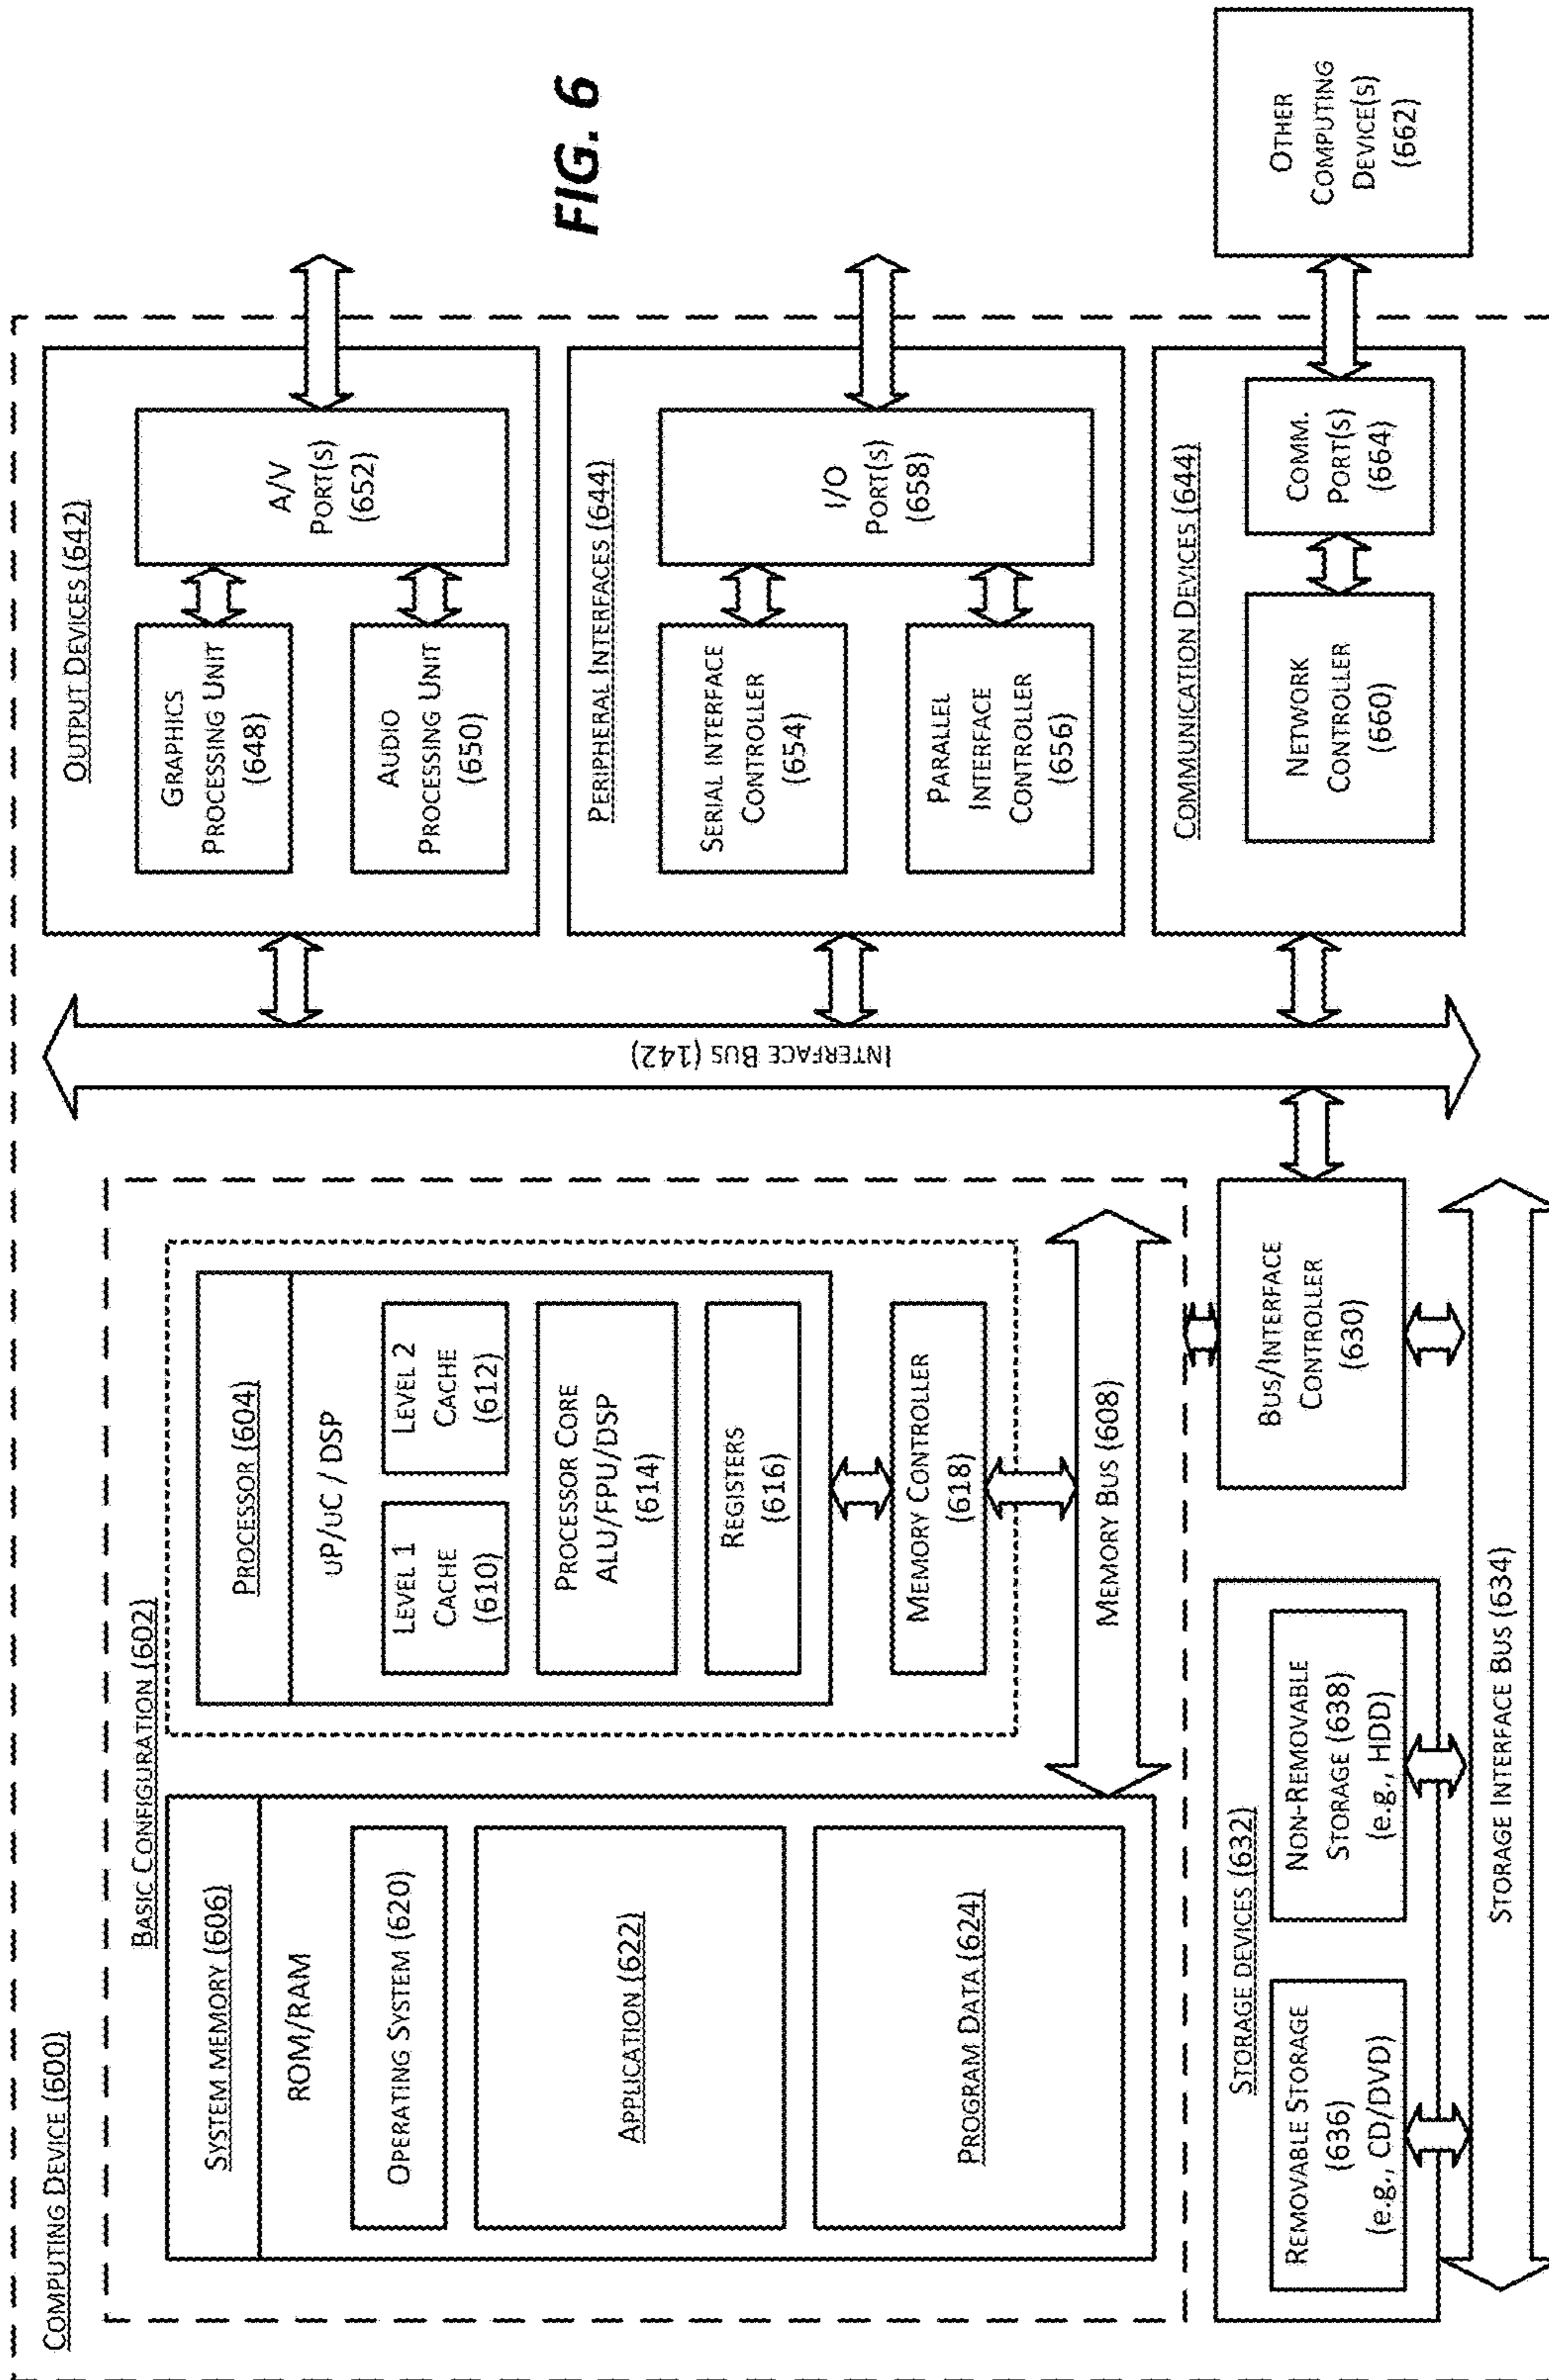 COMPUTING DEVICE (600)
BASIC CONFIGURATION (602)
SYSTEM MEMORY (606)
ROM/RAM
OPERATING SYSTEM (620)
APPLICATION (622)
PROGRAM DATA (624)
PROCESSOR (604)
uP/uC / DSP
LEVEL 1
CACHE
(610)
LEVEL 2
CACHE
(612)
PROCESSOR CORE
ALU/FPU/DSP
(614)
REGISTERS
(616)
MEMORY CONTROLLER
(618)
MEMORY BUS (608)
STORAGE DEVICES (632)
REMOVABLE STORAGE
(636)
(e.g., CD/DVD)
NON-REMOVABLE
STORAGE (638)
(e.g., HDD)
BUS/INTERFACE
CONTROLLER
(630)
STORAGE INTERFACE BUS (634)
INTERFACE BUS (142)
OUTPUT DEVICES (642)
GRAPHICS
PROCESSING UNIT
(648)
AUDIO
PROCESSING UNIT
(650)
A/V
PORT(S)
(652)
PERIPHERAL INTERFACES (644)
SERIAL INTERFACE
CONTROLLER
(654)
PARALLEL
INTERFACE
CONTROLLER
(656)
I/O
PORT(S)
(658)
COMMUNICATION DEVICES (644)
NETWORK
CONTROLLER
(660)
COMM.
PORT(S)
(664)
OTHER
COMPUTING
DEVICE(S)
(662)
FIG. 6